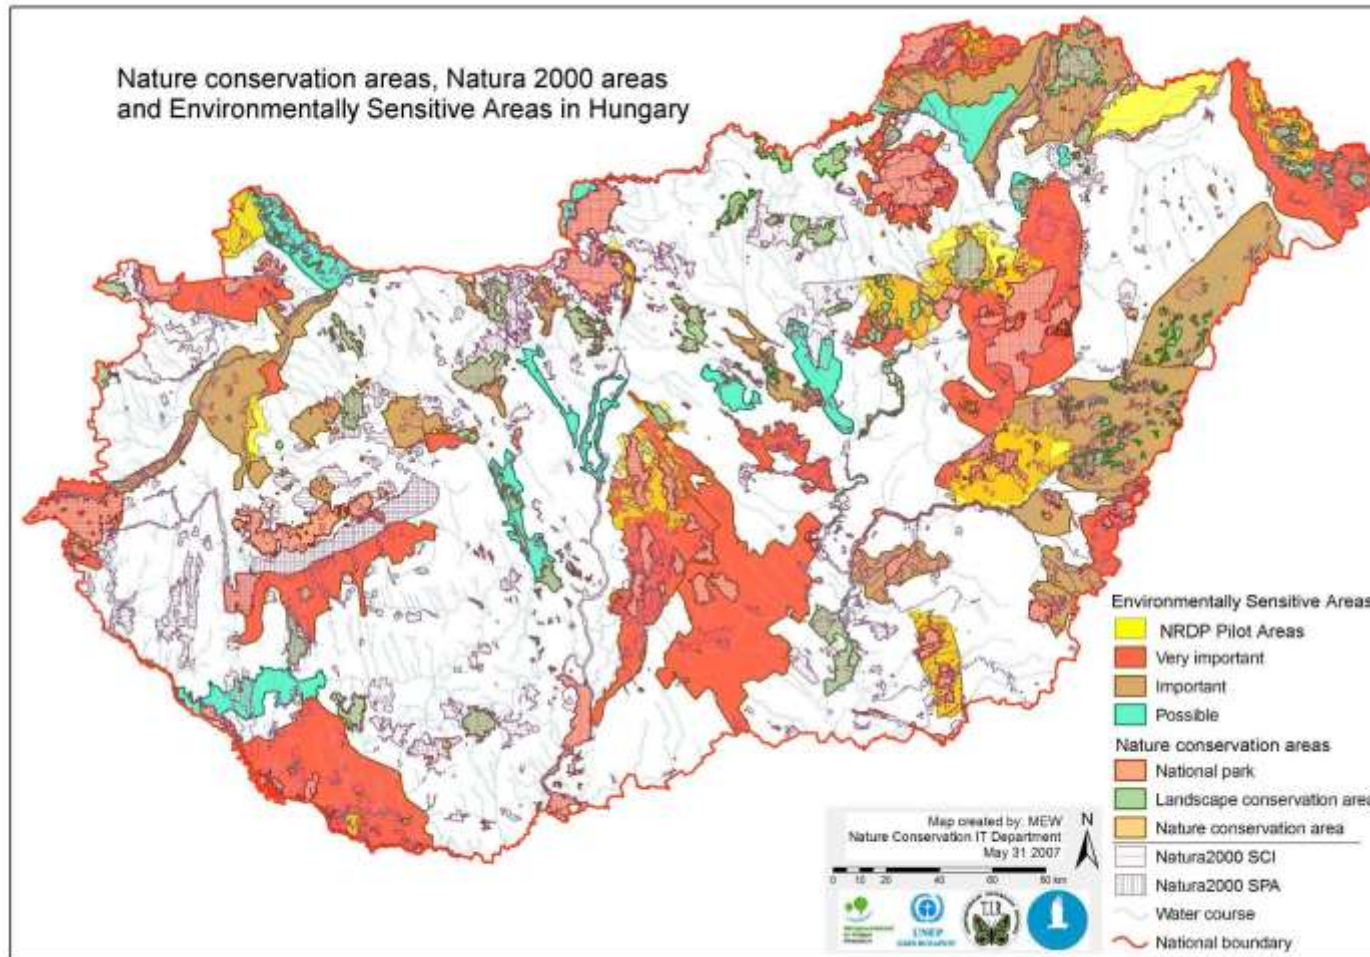 Nature conservation areas, Natura 2000 areas
and Environmentally Sensitive Areas in Hungary
Environmentally Sensitive Areas
NRDP Pilot Areas
Very important
Important
Possible
Nature conservation areas
National park
Landscape conservation area
Nature conservation area
Natura2000 SCI
Natura2000 SPA
Water course
National boundary
Map created by: MEW
Nature Conservation IT Department
May 31 2007
N
0 10 20 40 60 80 km
UNEP
T.I.R.